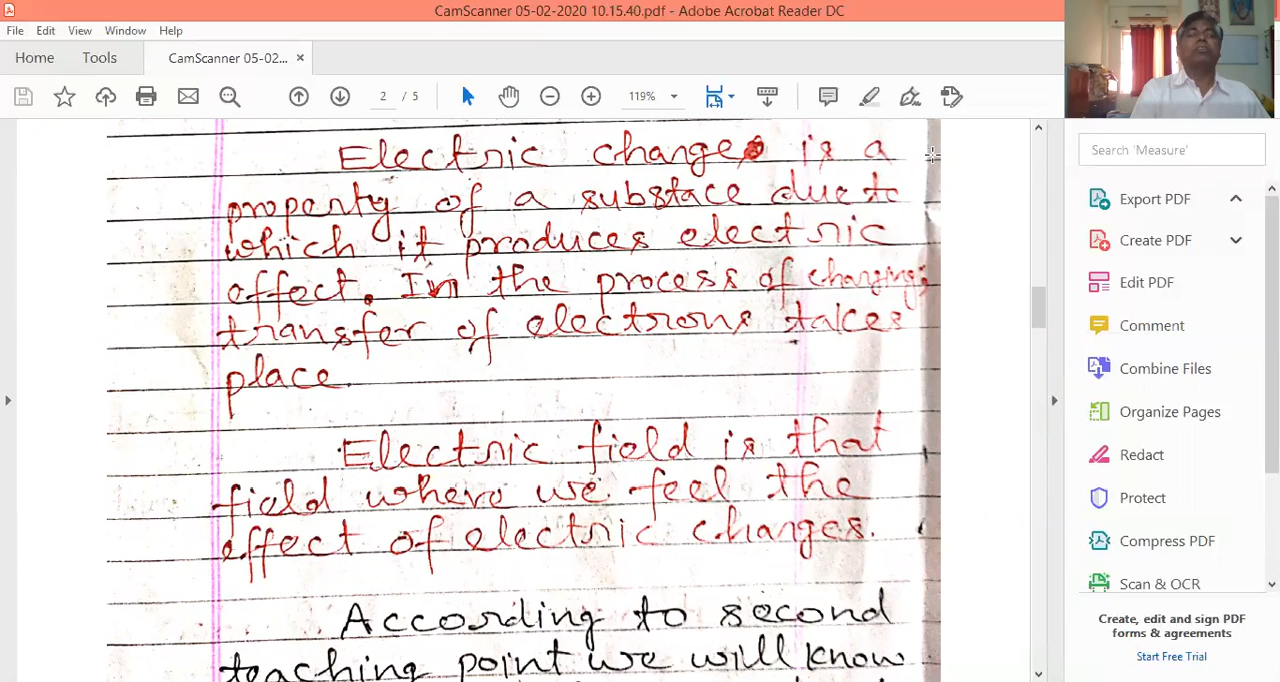 CamScanner 05-02-2020 10.15.40.pdf - Adobe Acrobat Reader DC
File Edit View Window Help
Home Tools CamScanner 05-02... ×
2 / 5 119%
Search 'Measure'
Export PDF
Create PDF
Edit PDF
Comment
Combine Files
Organize Pages
Redact
Protect
Compress PDF
Scan & OCR
Convert, edit and sign PDF
forms & agreements
Start Free Trial
Electric charge is a
property of a substace due to
which it produces electric
effect. In the process of charging,
transfer of electrons takes
place.
Electric field is that
field where we feel the
effect of electric charges.
According to second
teaching point we will know